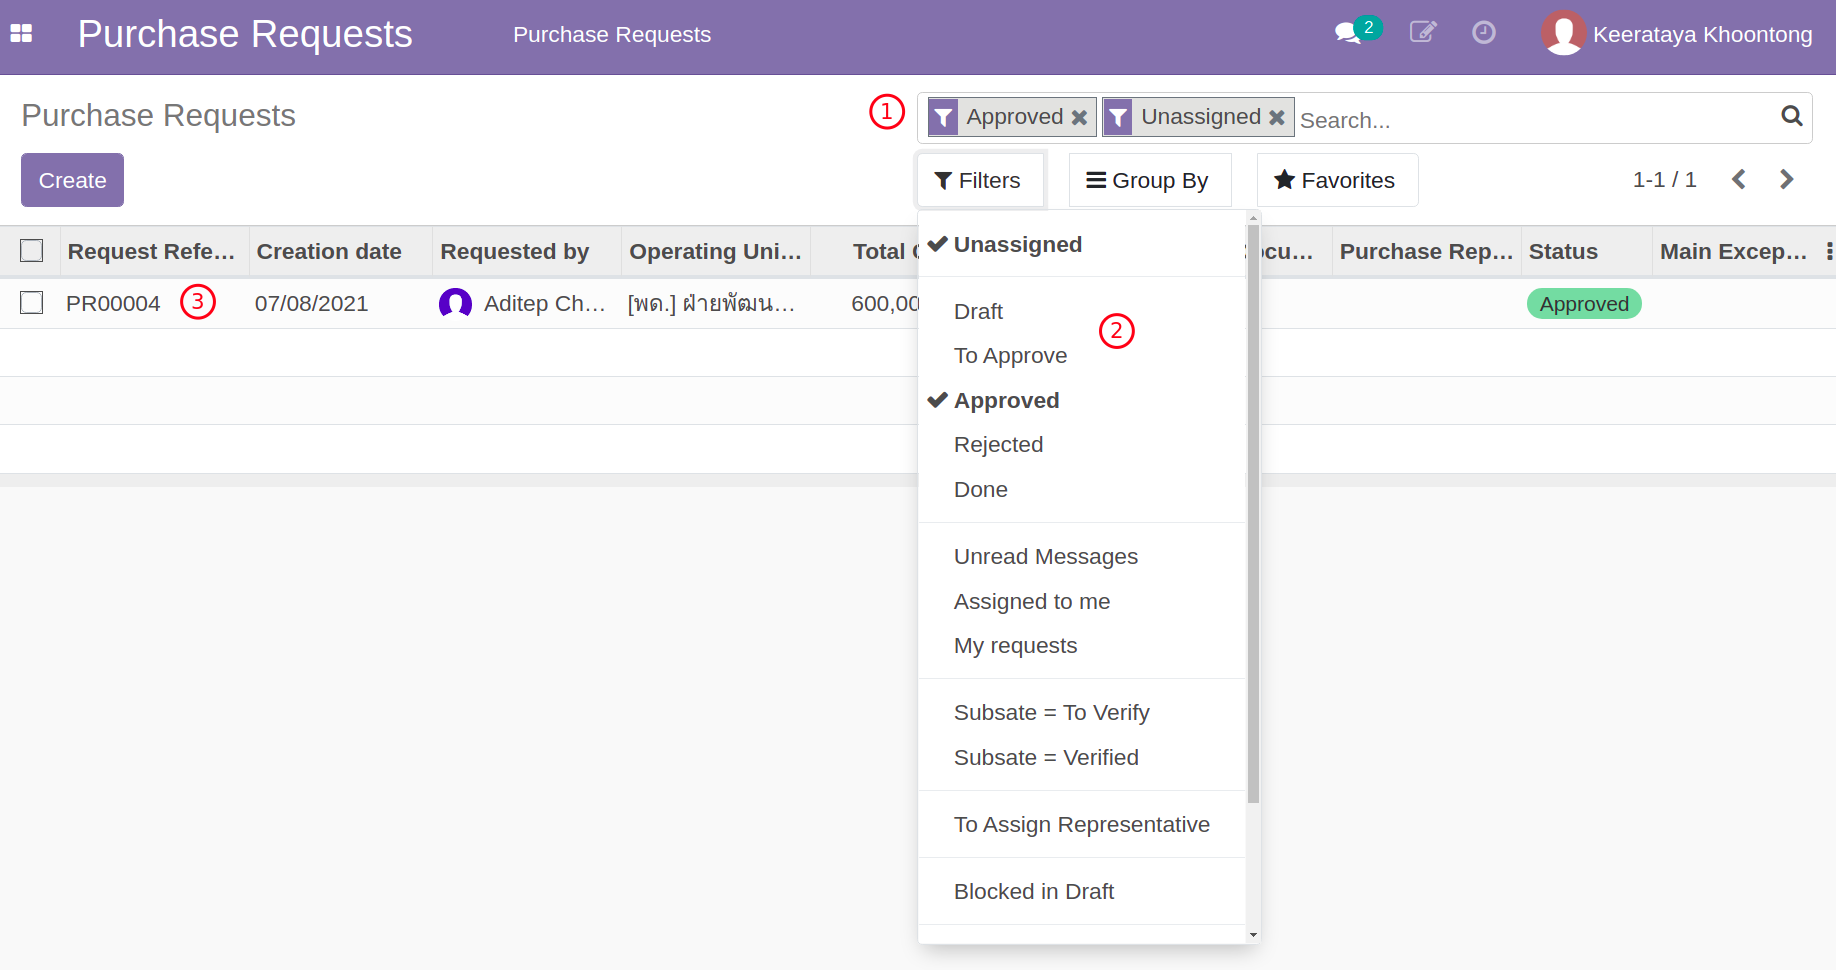 Purchase Requests
Purchase Requests
2
Keerataya Khoontong
Purchase Requests
1
Approved
Unassigned
Search...
Create
Filters
Group By
Favorites
1-1 / 1
Request Refe...
Creation date
Requested by
Operating Uni...
Total
ocu...
Purchase Rep...
Status
Main Excep...
PR00004
3
07/08/2021
Aditep Ch...
[พด.] ฝ่ายพัฒน...
600,00
Approved
Unassigned
Draft
2
To Approve
Approved
Rejected
Done
Unread Messages
Assigned to me
My requests
Subsate = To Verify
Subsate = Verified
To Assign Representative
Blocked in Draft